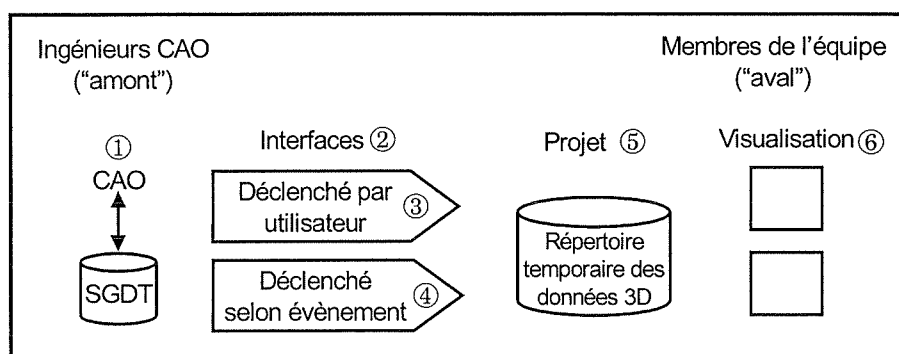 Ingénieurs CAO
("amont")
Membres de l'équipe
("aval")
①
CAO
SGDT
Interfaces ②
Déclenché par
utilisateur ③
Déclenché
selon évènement ④
Projet ⑤
Répertoire
temporaire des
données 3D
Visualisation ⑥